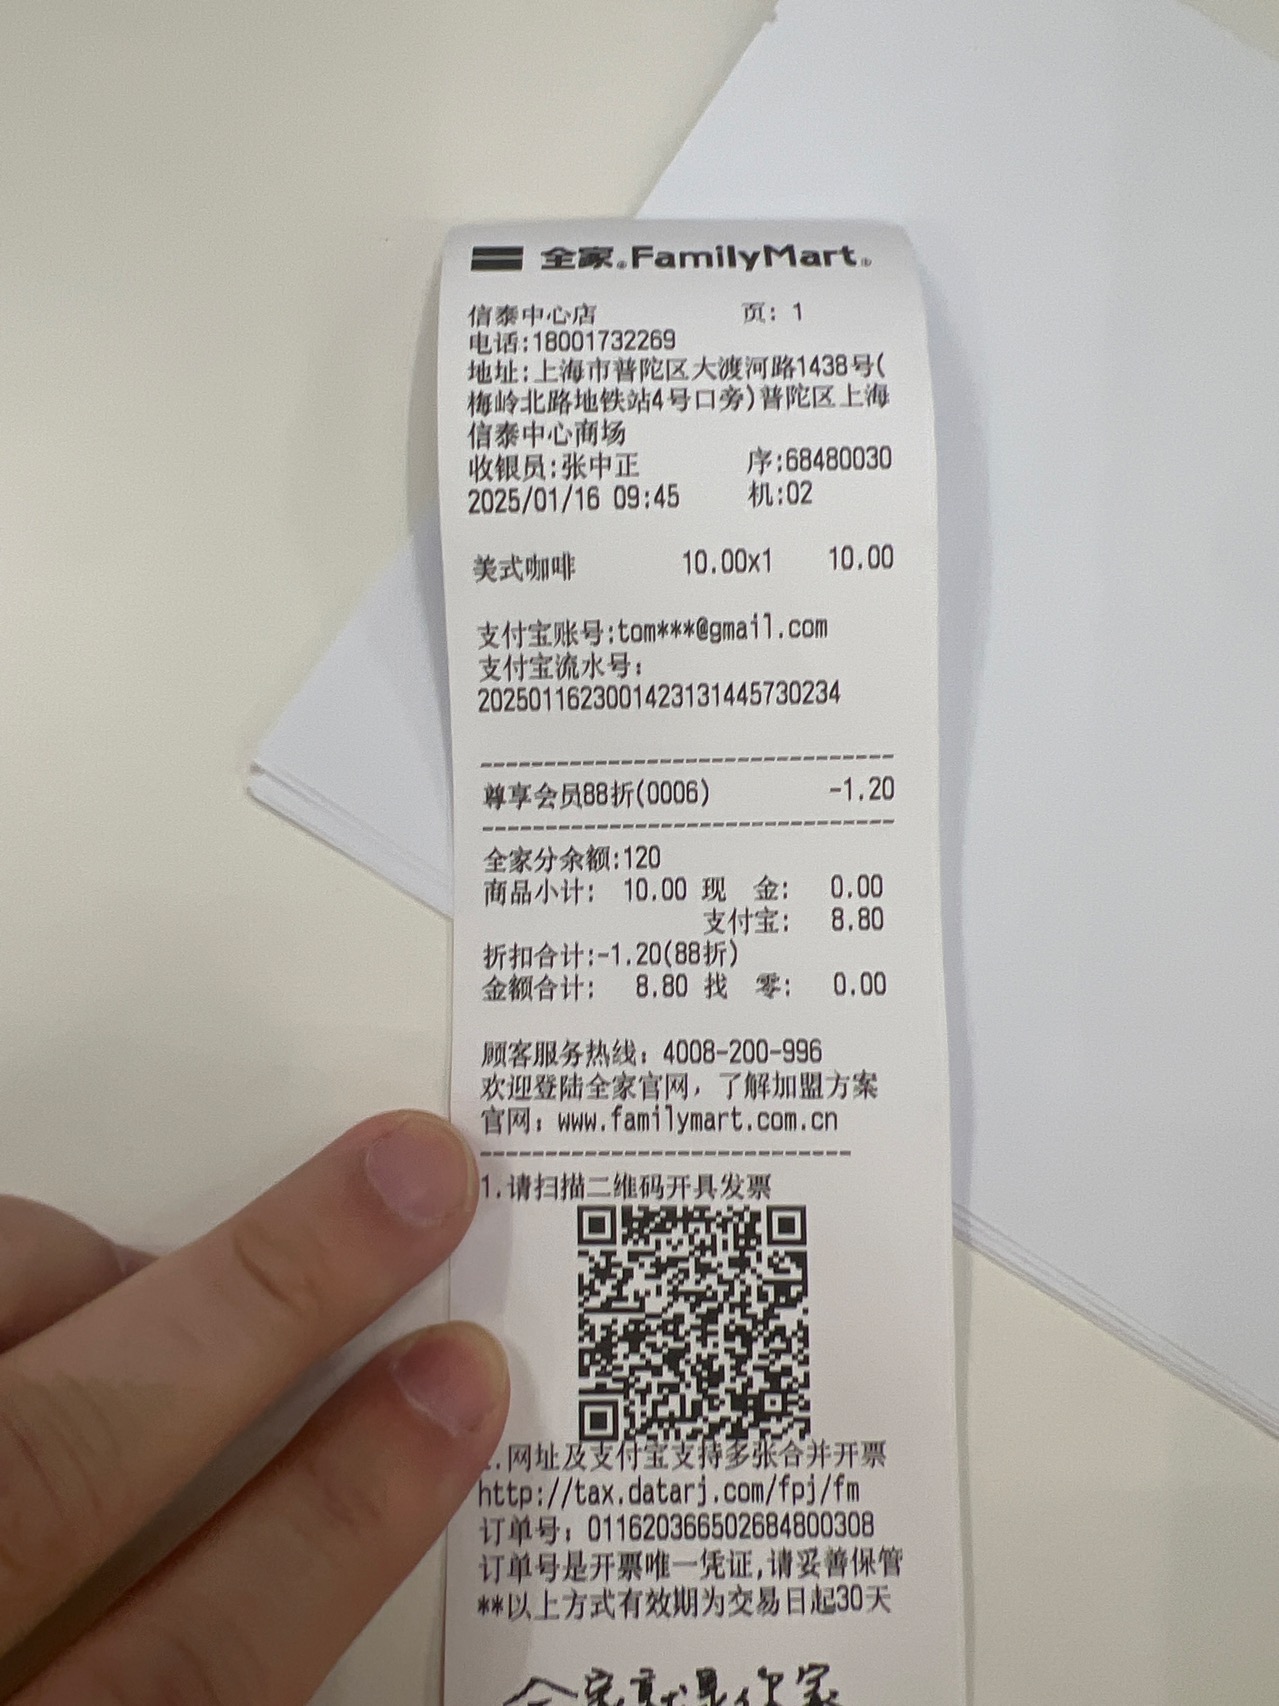 全家®FamilyMart®
信泰中心店 页: 1
电话:18001732269
地址:上海市普陀区大渡河路1438号(
梅岭北路地铁站4号口旁)普陀区上海
信泰中心商场
收银员:张中正 序:68480030
2025/01/16 09:45 机:02
美式咖啡 10.00x1 10.00
支付宝账号:tom***@gmail.com
支付宝流水号:
2025011623001423131445730234
--------------------------------
尊享会员88折(0006) -1.20
--------------------------------
全家分余额:120
商品小计: 10.00 现 金: 0.00
支付宝: 8.80
折扣合计:-1.20(88折)
金额合计: 8.80 找 零: 0.00
顾客服务热线: 4008-200-996
欢迎登陆全家官网, 了解加盟方案
官网: www.familymart.com.cn
-----------------------------
1.请扫描二维码开具发票
.网址及支付宝支持多张合并开票
http://tax.datarj.com/fpj/fm
订单号: 011620366502684800308
订单号是开票唯一凭证,请妥善保管
**以上方式有效期为交易日起30天
全家就是你家